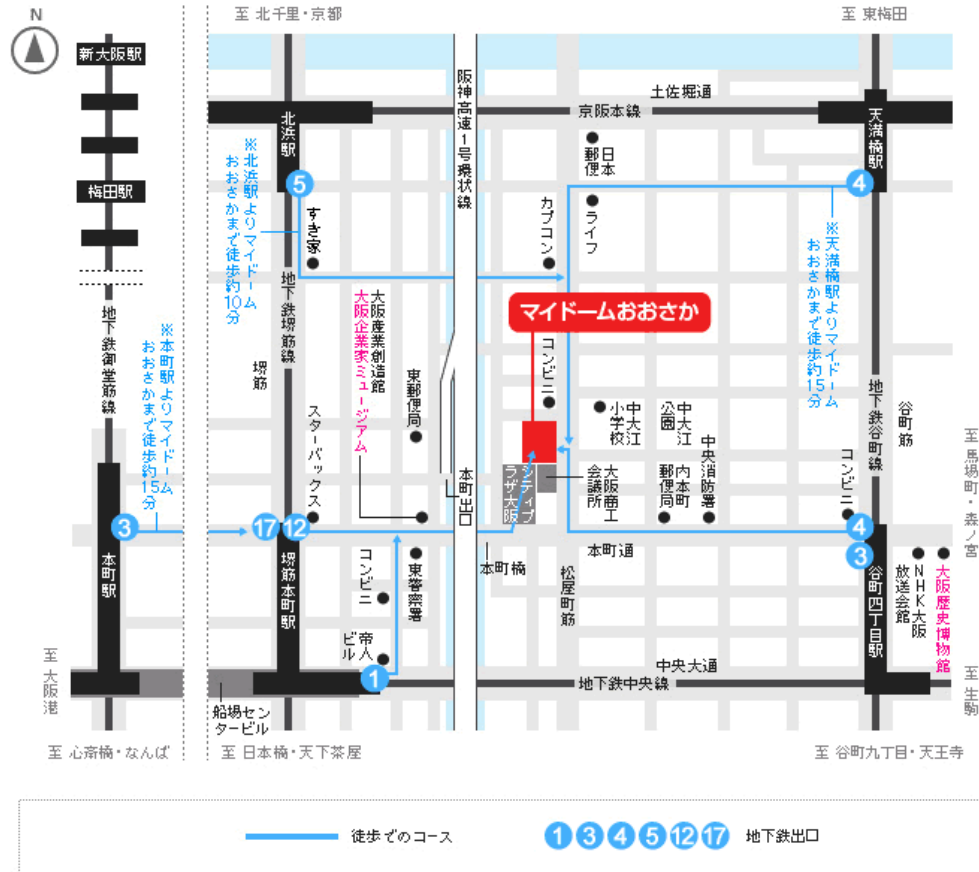 N
至 北千里・京都
至 東梅田
新大阪駅
梅田駅
地下鉄御堂筋線
※本町駅よりマイドーム
おおさかまで徒歩約15分
3
本町駅
至 大阪港
至 心斎橋・なんば
北浜駅
5
※北浜駅よりマイドーム
おおさかまで徒歩約10分
すき家
地下鉄堺筋線
堺筋
大阪産業創造館
大阪企業家ミュージアム
東郵便局
スターバックス
17
12
堺筋本町駅
コンビニ
東警察署
帝人
ビル
1
船場セン
タービル
至 日本橋・天下茶屋
阪神高速1号環状線
本町出口
本町橋
土佐堀通
京阪本線
天満橋駅
4
日本
郵便
ライフ
カプコン
※天満橋駅よりマイドーム
おおさかまで徒歩約15分
マイドームおおさか
コンビニ
中大江
小学校
中大江
公園
中央消防署
内本町
郵便局
大阪商工
会議所
シティプ
ラザ大阪
コンビニ
地下鉄谷町線
谷町筋
至 馬場町・森ノ宮
本町通
松屋町筋
4
3
谷町四丁目駅
NHK大阪
放送会館
大阪歴史博物館
中央大通
地下鉄中央線
至 生駒
至 谷町九丁目・天王寺
徒歩でのコース
1 3 4 5 12 17 地下鉄出口